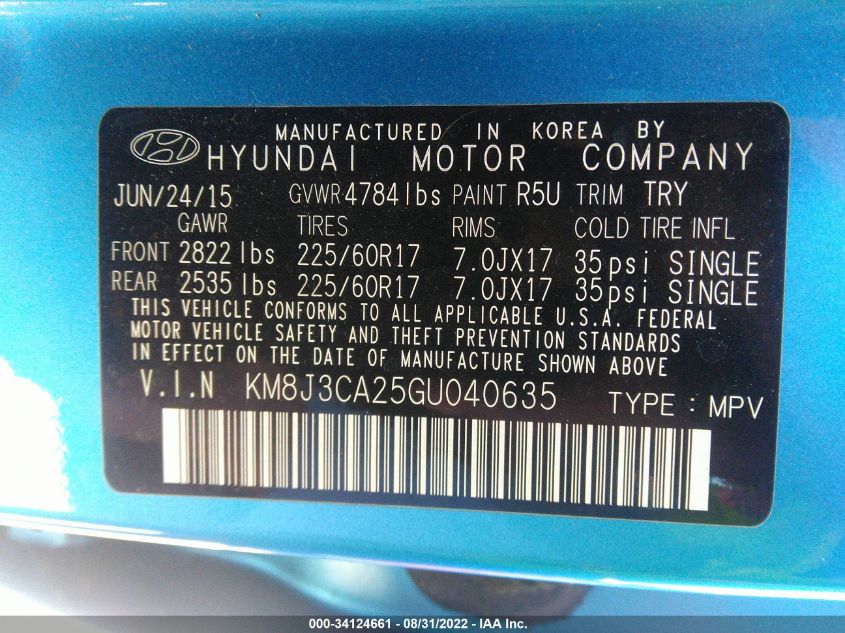 MANUFACTURED IN KOREA BY
HYUNDAI MOTOR COMPANY
JUN/24/15 GVWR 4784 lbs PAINT R5U TRIM TRY
GAWR TIRES RIMS COLD TIRE INFL
FRONT 2822 lbs 225/60R17 7.0JX17 35psi SINGLE
REAR 2535 lbs 225/60R17 7.0JX17 35psi SINGLE
THIS VEHICLE CONFORMS TO ALL APPLICABLE U.S.A. FEDERAL
MOTOR VEHICLE SAFETY AND THEFT PREVENTION STANDARDS
IN EFFECT ON THE DATE OF MANUFACTURE SHOWN ABOVE
V.I.N KM8J3CA25GU040635 TYPE : MPV
000-34124661 - 08/31/2022 - IAA Inc.